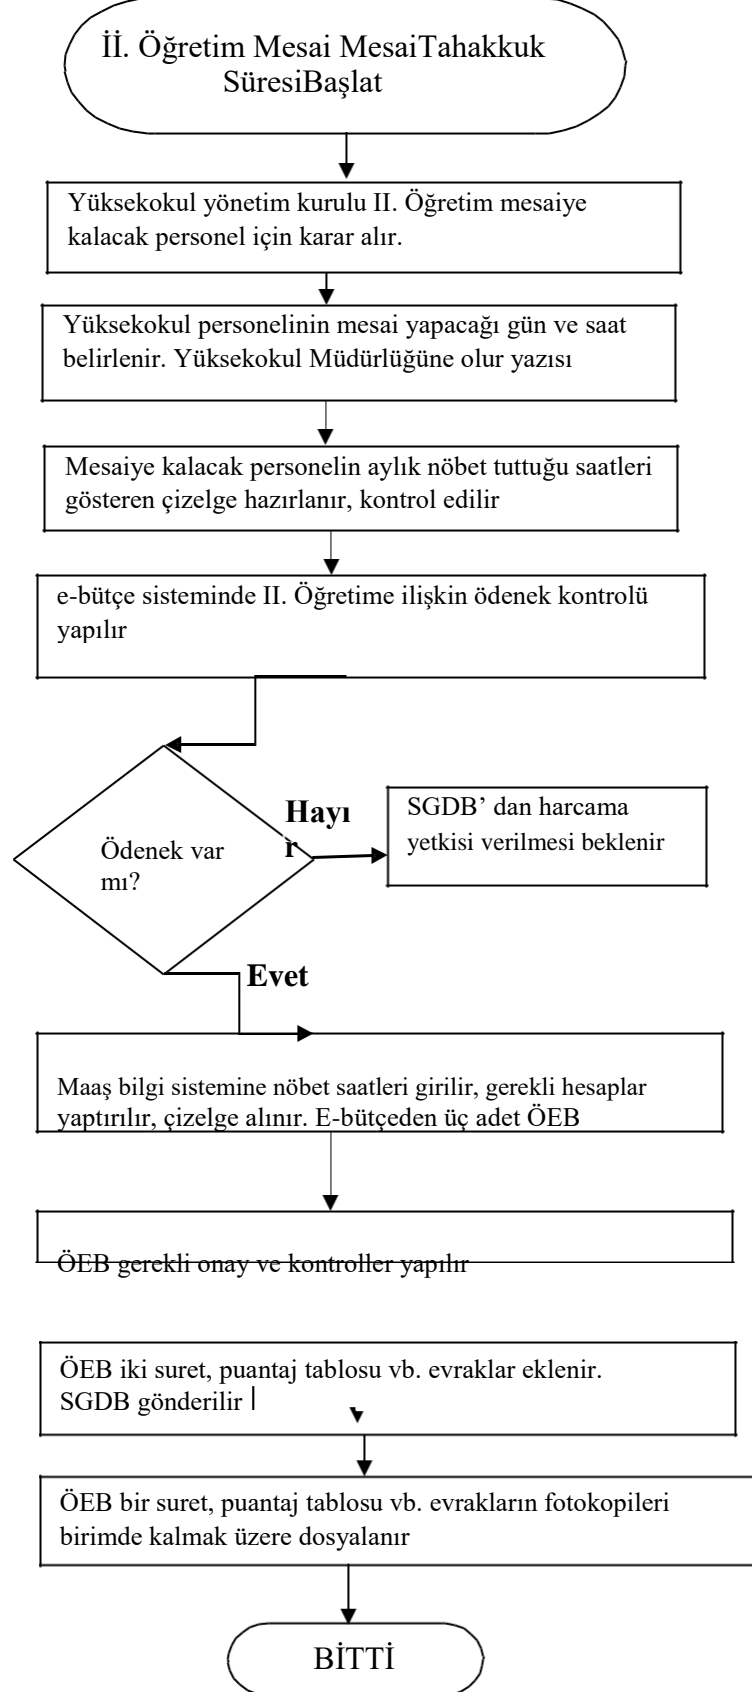 İİ. Öğretim Mesai MesaiTahakkuk
SüresiBaşlat
Yüksekokul yönetim kurulu II. Öğretim mesaiye
kalacak personel için karar alır.
Yüksekokul personelinin mesai yapacağı gün ve saat
belirlenir. Yüksekokul Müdürlüğüne olur yazısı
Mesaiye kalacak personelin aylık nöbet tuttuğu saatleri
gösteren çizelge hazırlanır, kontrol edilir
e-bütçe sisteminde II. Öğretime ilişkin ödenek kontrolü
yapılır
Hayı
r
SGDB’ dan harcama
yetkisi verilmesi beklenir
Ödenek var
mı?
Evet
Maaş bilgi sistemine nöbet saatleri girilir, gerekli hesaplar
yaptırılır, çizelge alınır. E-bütçeden üç adet ÖEB
ÖEB gerekli onay ve kontroller yapılır
ÖEB iki suret, puantaj tablosu vb. evraklar eklenir.
SGDB gönderilir
ÖEB bir suret, puantaj tablosu vb. evrakların fotokopileri
birimde kalmak üzere dosyalanır
BİTTİ